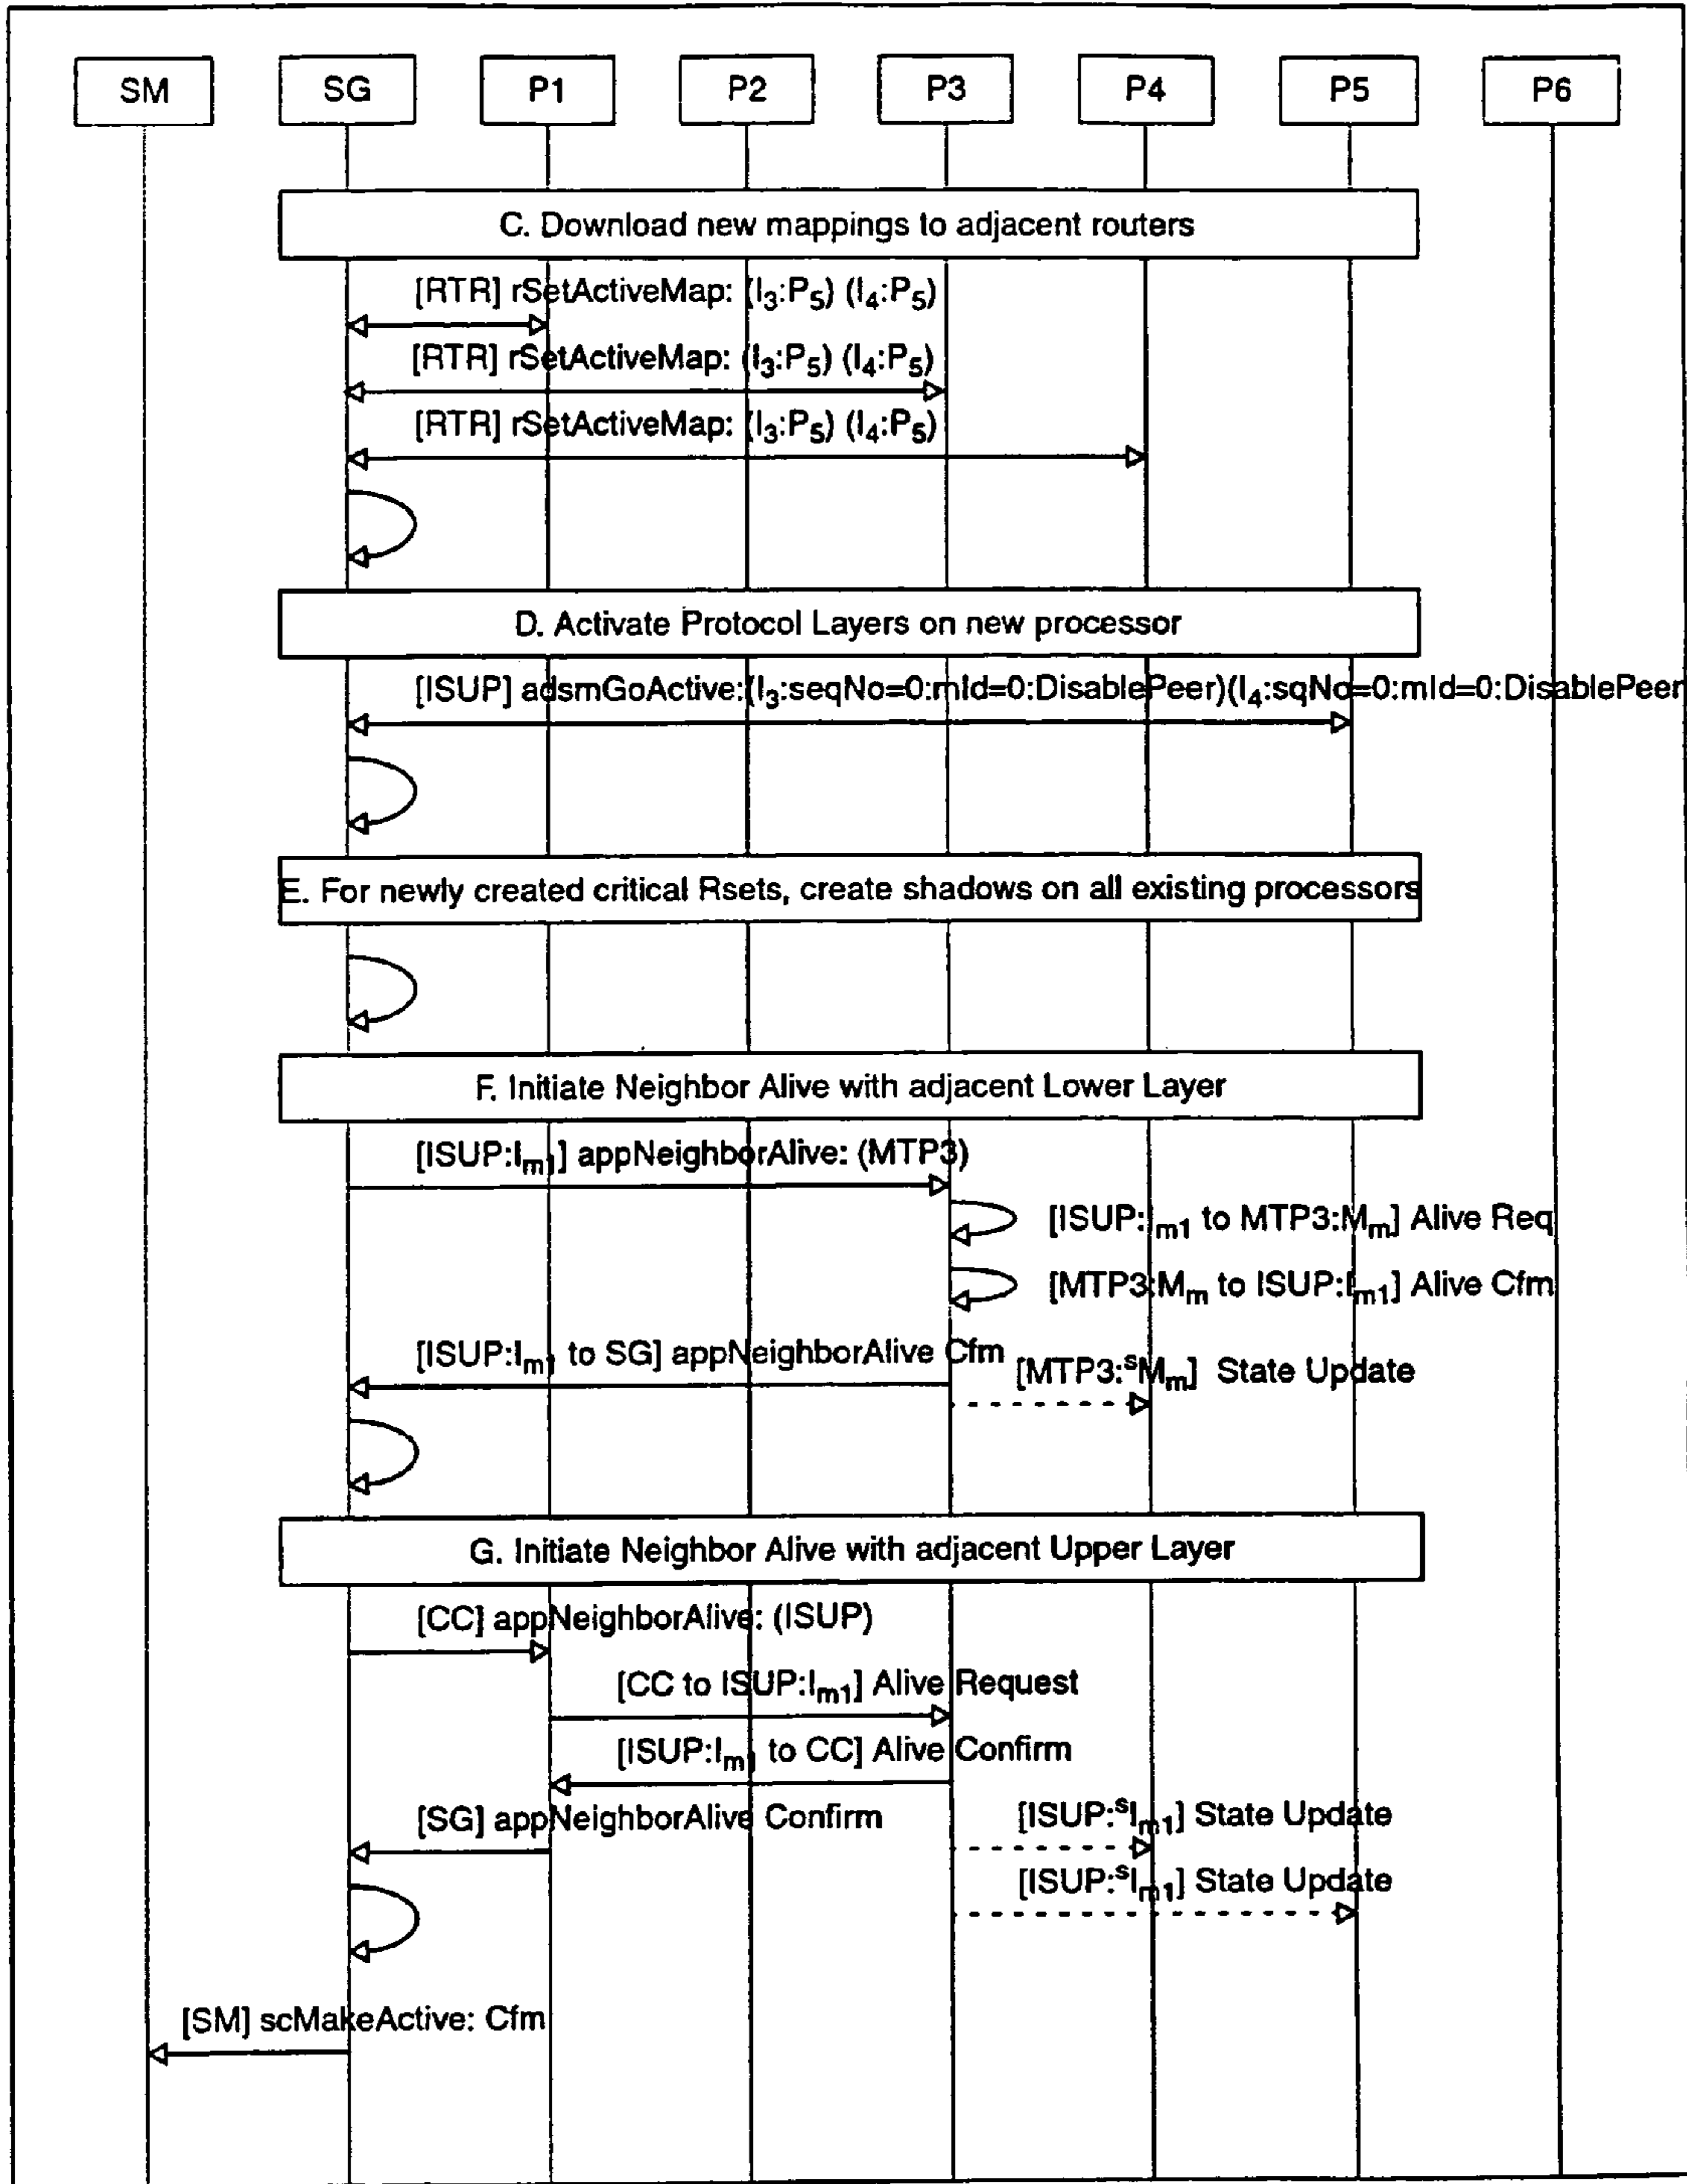 SM SG P1 P2 P3 P4 P5 P6
C. Download new mappings to adjacent routers
[RTR] rSetActiveMap: (I3:P5) (I4:P5)
[RTR] rSetActiveMap: (I3:P5) (I4:P5)
[RTR] rSetActiveMap: (I3:P5) (I4:P5)
D. Activate Protocol Layers on new processor
[ISUP] adsmGoActive:(I3:seqNo=0:mId=0:DisablePeer)(I4:sqNo=0:mId=0:DisablePeer
E. For newly created critical Rsets, create shadows on all existing processors
F. Initiate Neighbor Alive with adjacent Lower Layer
[ISUP:Im1] appNeighborAlive: (MTP3)
[ISUP:Im1 to MTP3:Mm] Alive Req
[MTP3:Mm to ISUP:Im1] Alive Cfm
[ISUP:Im1 to SG] appNeighborAlive Cfm
[MTP3:sMm] State Update
G. Initiate Neighbor Alive with adjacent Upper Layer
[CC] appNeighborAlive: (ISUP)
[CC to ISUP:Im1] Alive Request
[ISUP:Im1 to CC] Alive Confirm
[SG] appNeighborAlive Confirm
[ISUP:sIm1] State Update
[ISUP:sIm1] State Update
[SM] scMakeActive: Cfm